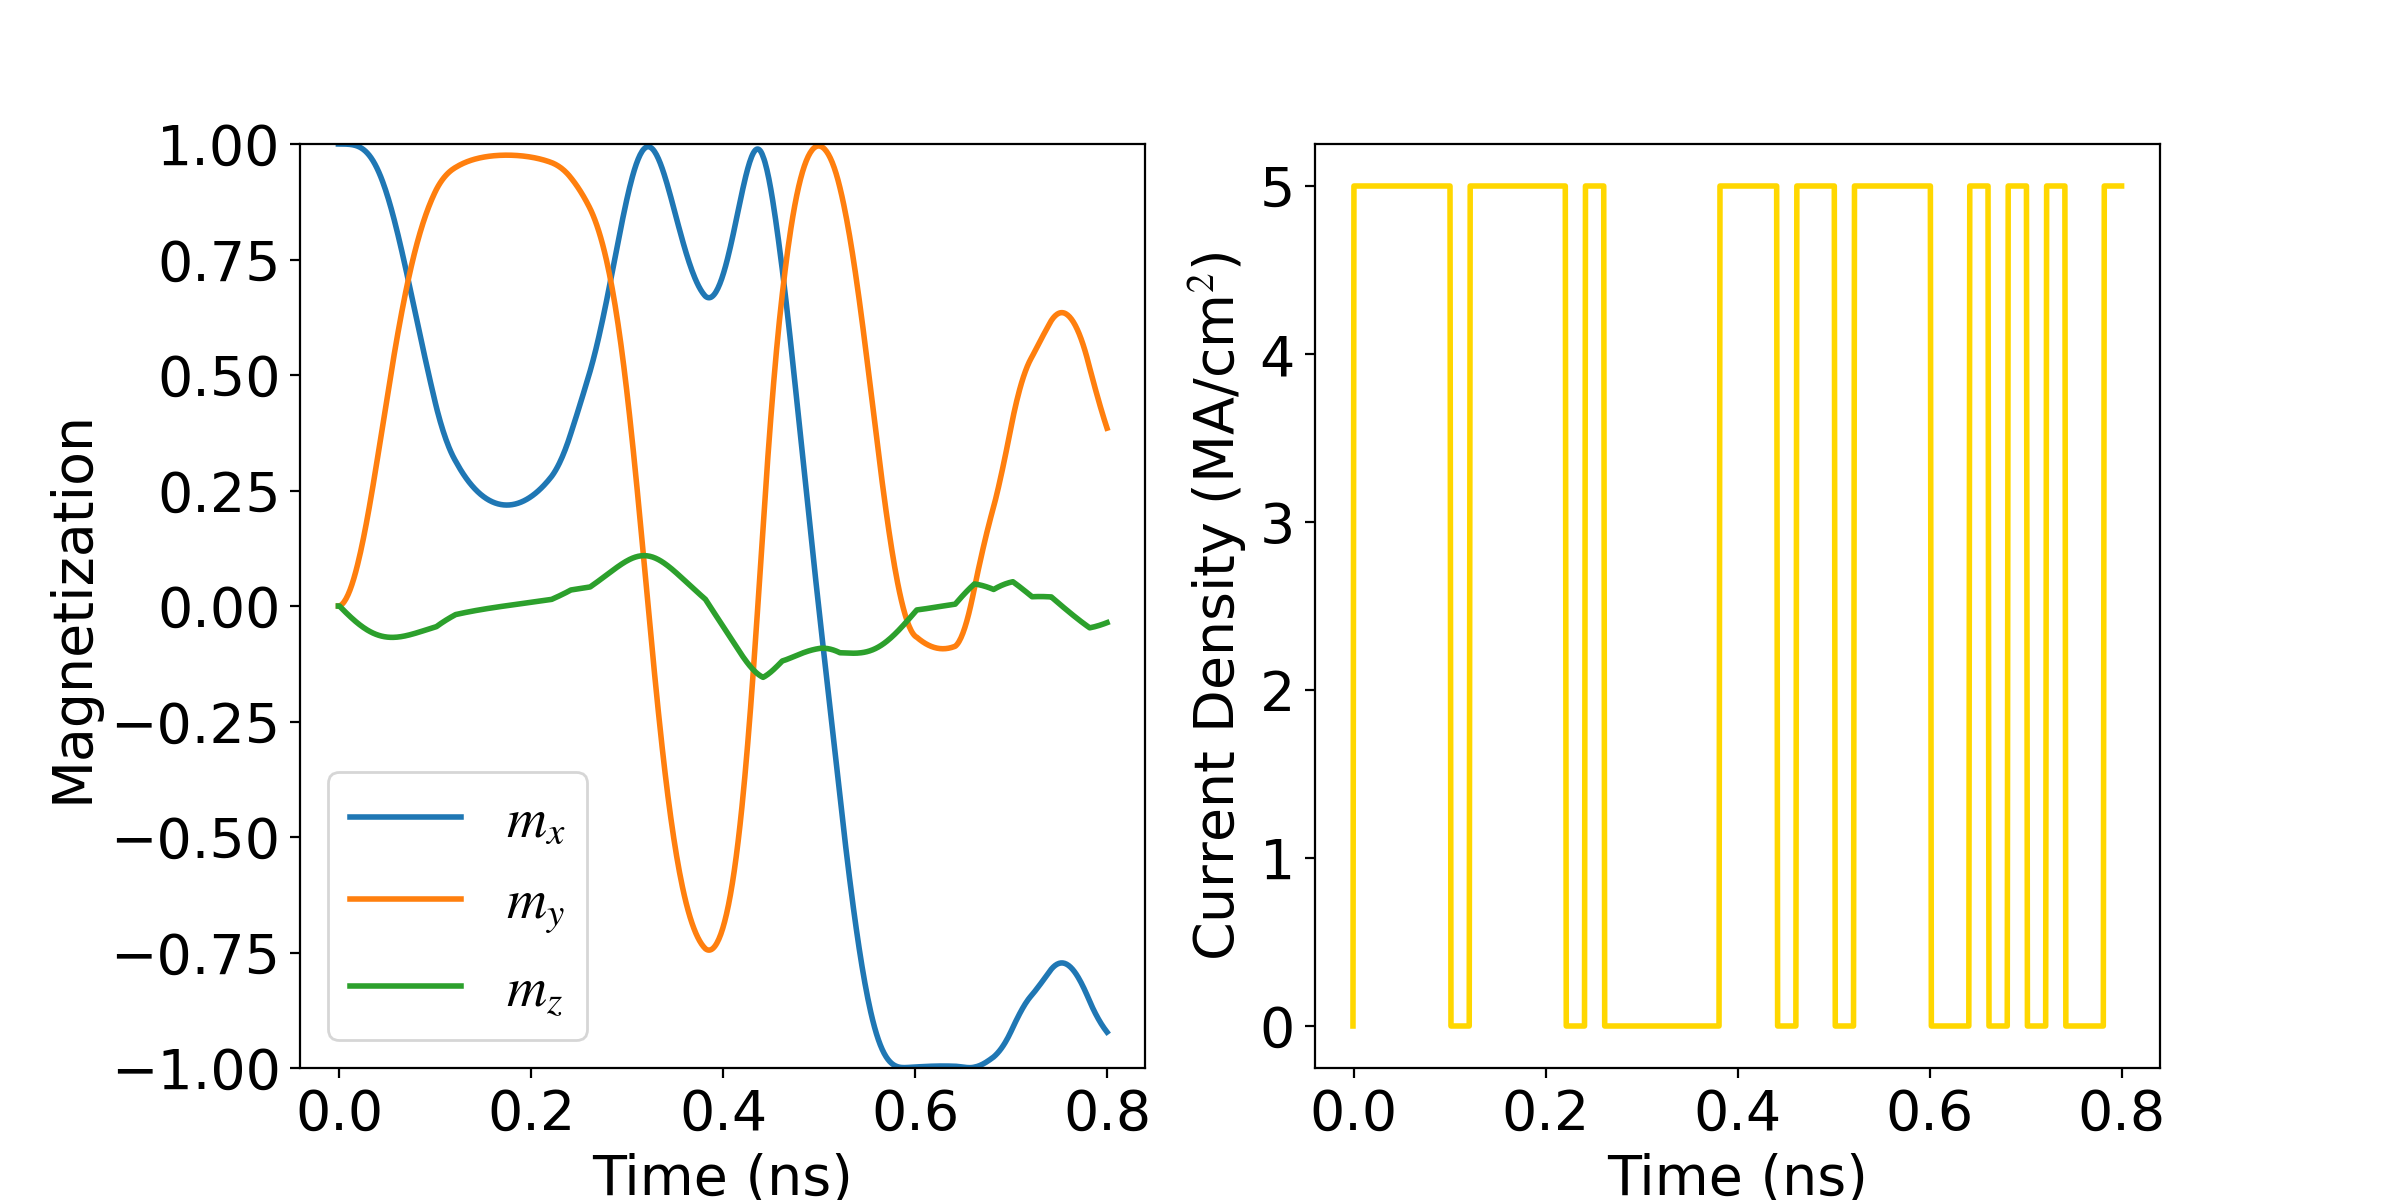 Magnetization
1.00
0.75
0.50
0.25
0.00
−0.25
−0.50
−0.75
−1.00
m_x
m_y
m_z
0.0 0.2 0.4 0.6 0.8
Time (ns)
Current Density (MA/cm²)
5
4
3
2
1
0
0.0 0.2 0.4 0.6 0.8
Time (ns)